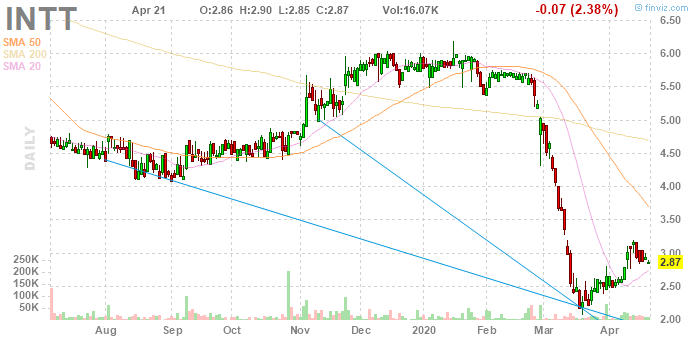 INTT Apr 21 O:2.86 H:2.90 L:2.85 C:2.87 Vol:16.07K -0.07 (2.38%) © finviz.com
SMA 50
SMA 200
SMA 20
DAILY
6.50
6.00
5.50
5.00
4.50
4.00
3.50
3.00
2.87
2.50
2.00
250K
200K
150K
100K
50K
Aug Sep Oct Nov Dec 2020 Feb Mar Apr